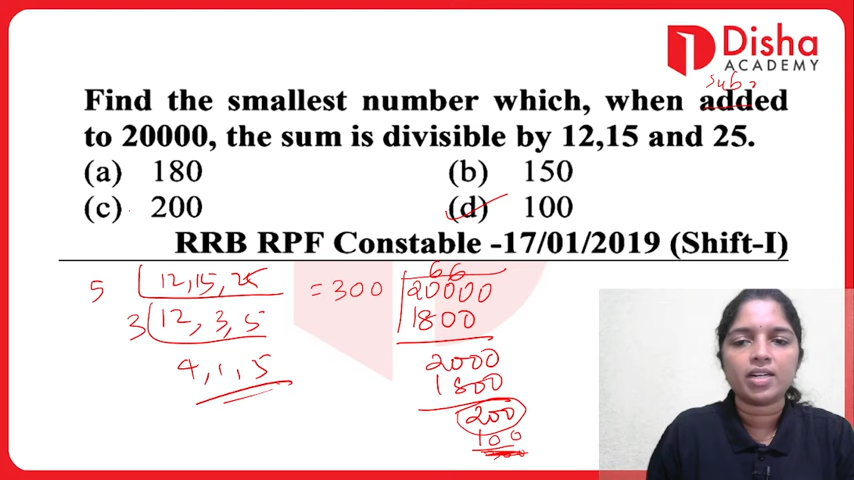 Disha
ACADEMY
sub
Find the smallest number which, when added
to 20000, the sum is divisible by 12,15 and 25.
(a) 180
(b) 150
(c) 200
(d) 100
RRB RPF Constable -17/01/2019 (Shift-I)
5 12, 15, 25 = 300 20000
66
3 12, 3, 5 1800
4, 1, 5 2000
1800
200
100